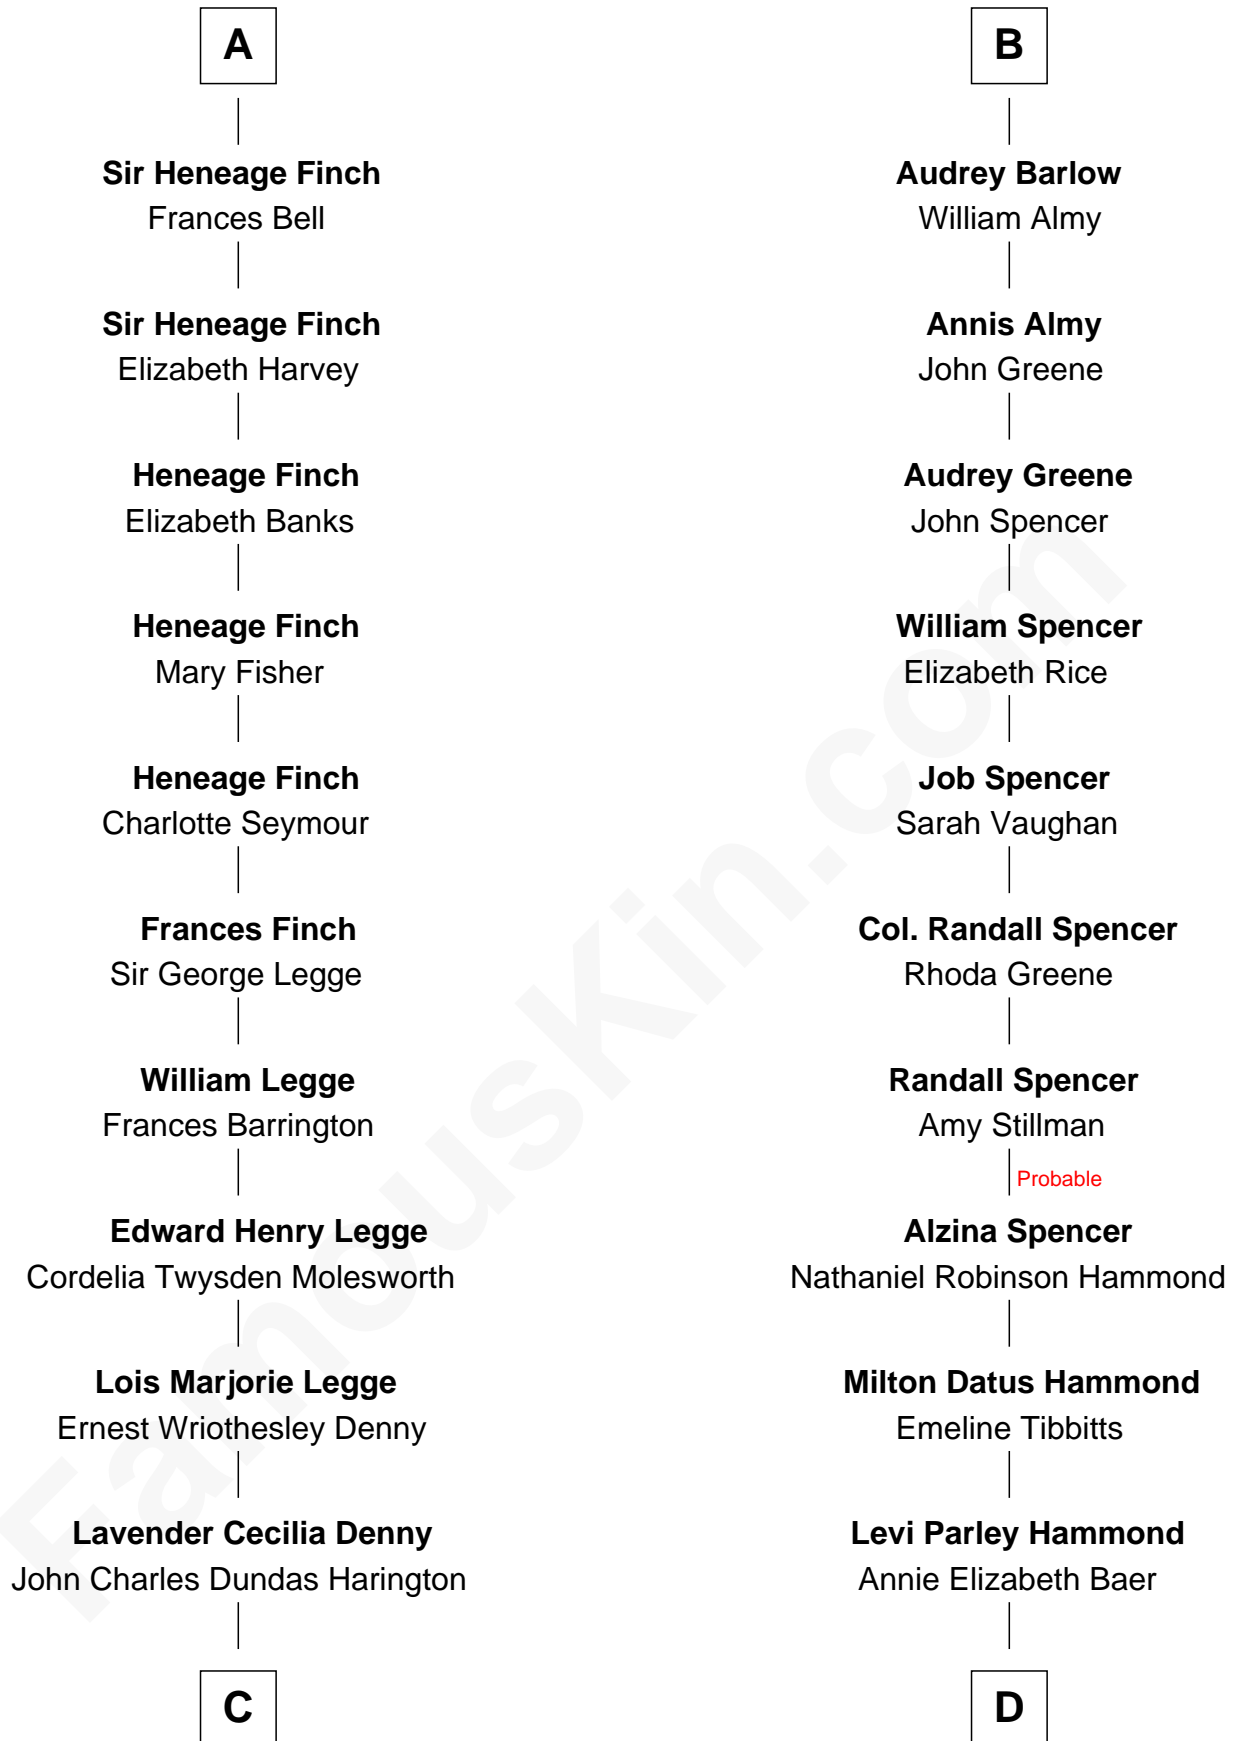 A
Sir Heneage Finch
Frances Bell
Sir Heneage Finch
Elizabeth Harvey
Heneage Finch
Elizabeth Banks
Heneage Finch
Mary Fisher
Heneage Finch
Charlotte Seymour
Frances Finch
Sir George Legge
William Legge
Frances Barrington
Edward Henry Legge
Cordelia Twysden Molesworth
Lois Marjorie Legge
Ernest Wriothesley Denny
Lavender Cecilia Denny
John Charles Dundas Harington
C
B
Audrey Barlow
William Almy
Annis Almy
John Greene
Audrey Greene
John Spencer
William Spencer
Elizabeth Rice
Job Spencer
Sarah Vaughan
Col. Randall Spencer
Rhoda Greene
Randall Spencer
Amy Stillman
Probable
Alzina Spencer
Nathaniel Robinson Hammond
Milton Datus Hammond
Emeline Tibbitts
Levi Parley Hammond
Annie Elizabeth Baer
D
FamousKin.com